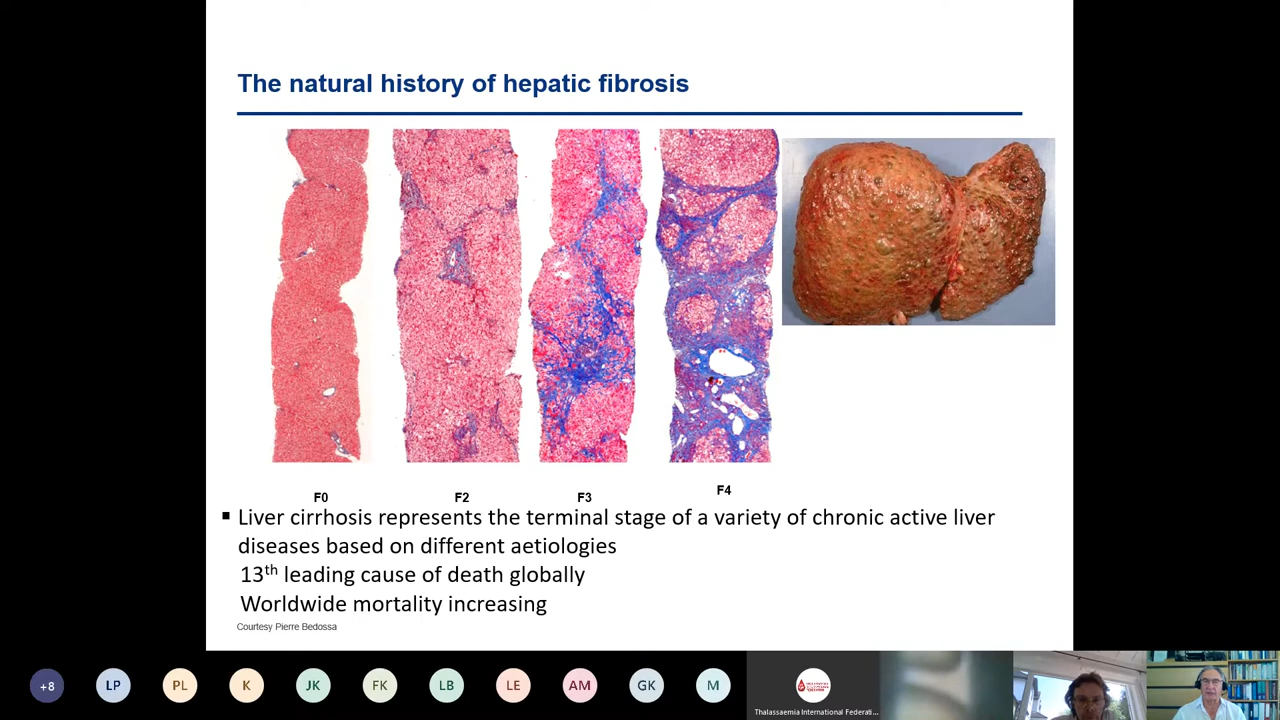 The natural history of hepatic fibrosis
F0
F2
F3
F4
▪ Liver cirrhosis represents the terminal stage of a variety of chronic active liver
diseases based on different aetiologies
13th leading cause of death globally
Worldwide mortality increasing
Courtesy Pierre Bedossa
+8
LP
PL
K
JK
FK
LB
LE
AM
GK
M
Thalassaemia International Federati...